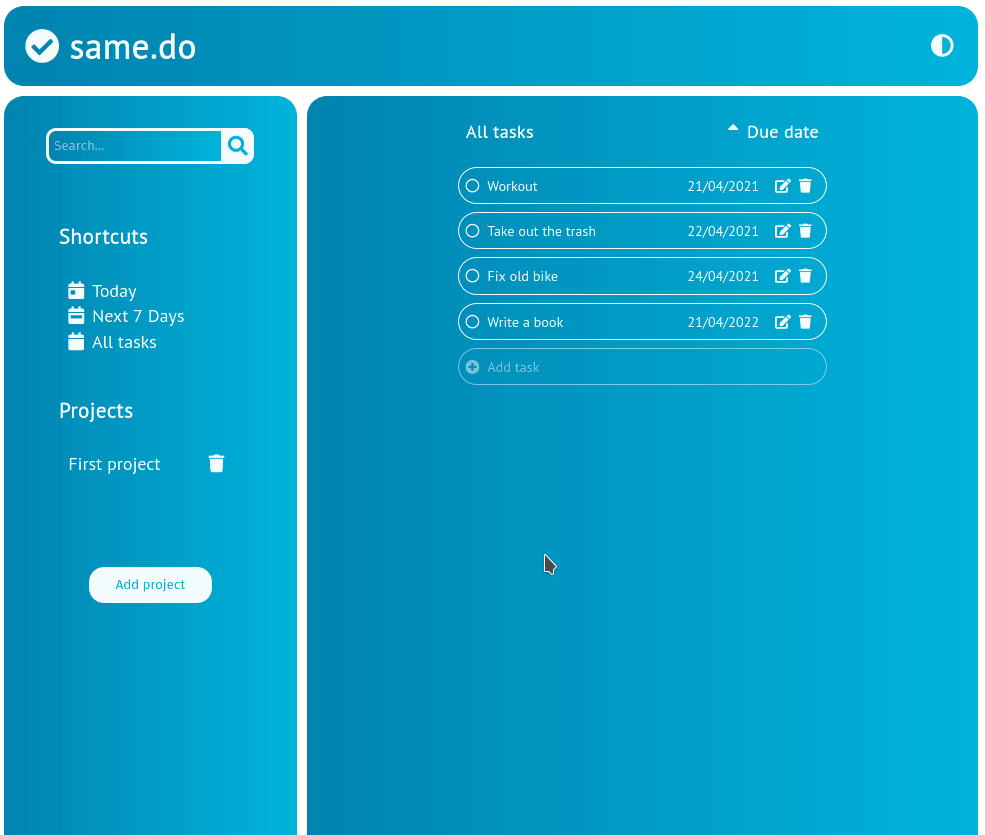 same.do
Search...
Shortcuts
Today
Next 7 Days
All tasks
Projects
First project
Add project
All tasks Due date
Workout 21/04/2021
Take out the trash 22/04/2021
Fix old bike 24/04/2021
Write a book 21/04/2022
Add task